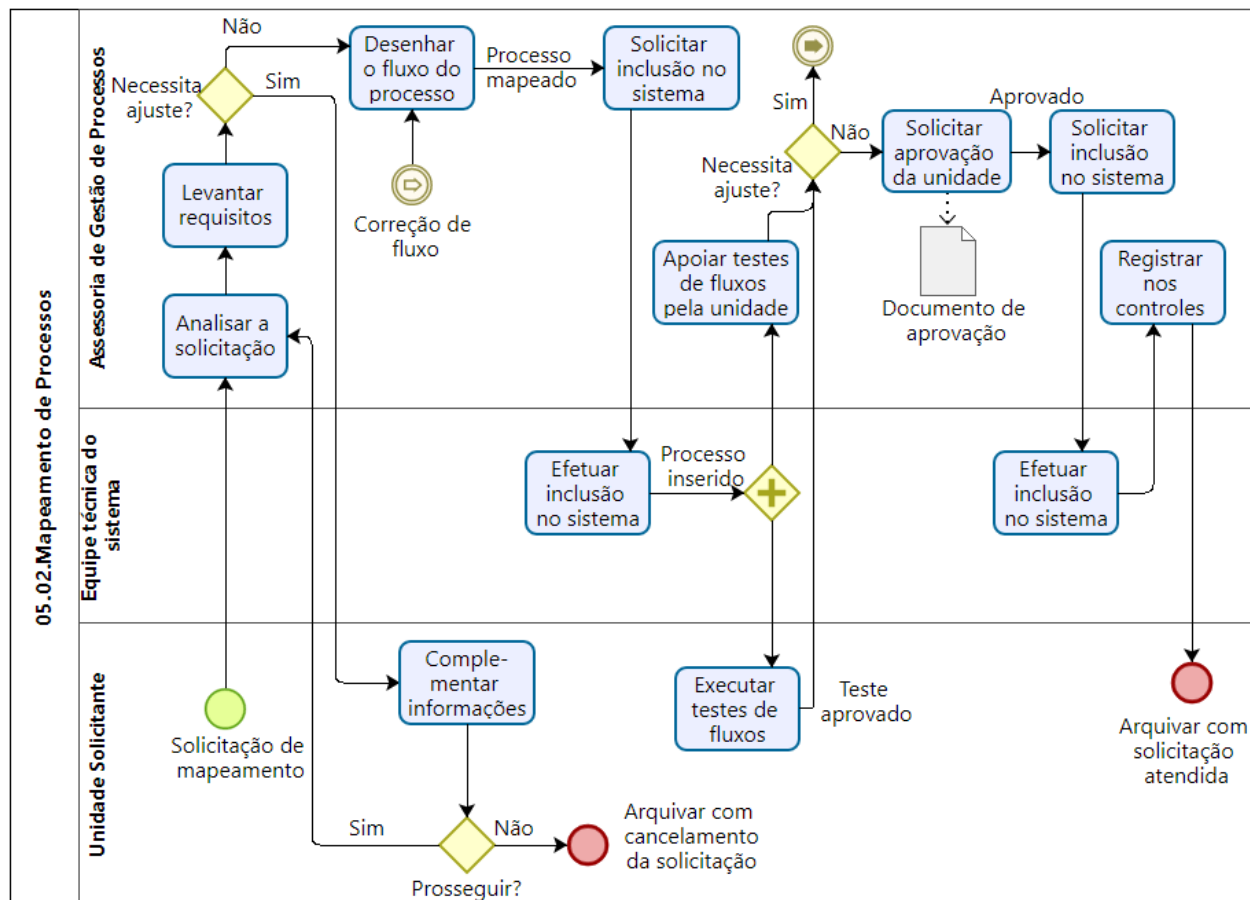 05.02.Mapeamento de Processos
Assessoria de Gestão de Processos
Não
Necessita
ajuste?
Sim
Desenhar
o fluxo do
processo
Processo
mapeado
Solicitar
inclusão no
sistema
Levantar
requisitos
Correção de
fluxo
Analisar a
solicitação
Sim
Necessita
ajuste?
Não
Solicitar
aprovação
da unidade
Aprovado
Solicitar
inclusão
no sistema
Apoiar testes
de fluxos
pela unidade
Documento de
aprovação
Registrar
nos
controles
Equipe técnica do
sistema
Efetuar
inclusão
no sistema
Processo
inserido
Efetuar
inclusão
no sistema
Unidade Solicitante
Solicitação de
mapeamento
Comple-
mentar
informações
Executar
testes de
fluxos
Teste
aprovado
Arquivar com
solicitação
atendida
Sim
Não
Prosseguir?
Arquivar com
cancelamento
da solicitação